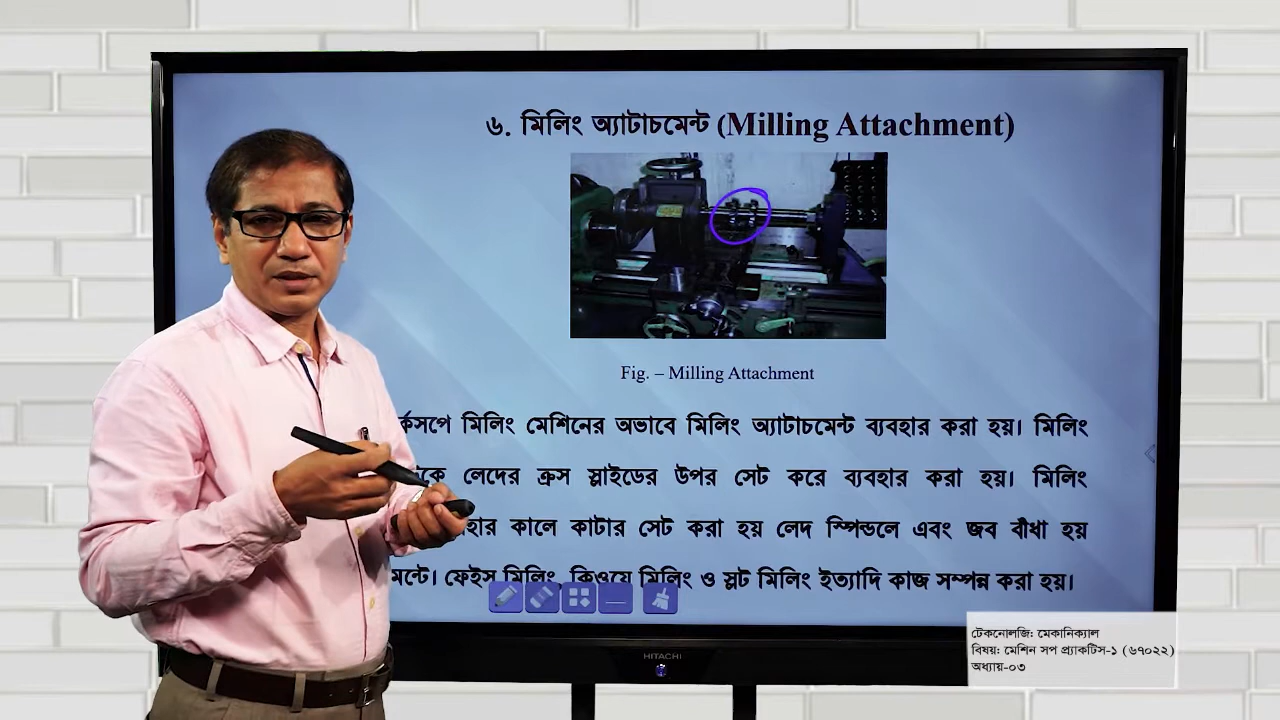 ৬. মিলিং অ্যাটাচমেন্ট (Milling Attachment)
Fig. – Milling Attachment
র্কসপে মিলিং মেশিনের অভাবে মিলিং অ্যাটাচমেন্ট ব্যবহার করা হয়। মিলিং
কে লেদের ক্রস স্লাইডের উপর সেট করে ব্যবহার করা হয়। মিলিং
হার কালে কাটার সেট করা হয় লেদ স্পিন্ডলে এবং জব বাঁধা হয়
মেন্টে। ফেইস মিলিং, কিওয়ে মিলিং ও স্লট মিলিং ইত্যাদি কাজ সম্পন্ন করা হয়।
HITACHI
টেকনোলজি: মেকানিক্যাল
বিষয়: মেশিন সপ প্র্যাকটিস-১ (৬৭০২২)
অধ্যায়-০৩